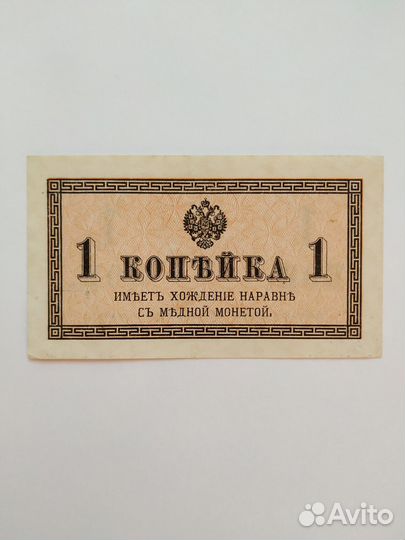 1 КОПѢЙКА 1
ИМѢЕТЪ ХОЖДЕНІЕ НАРАВНѢ
СЪ МѢДНОЙ МОНЕТОЙ.
Avito